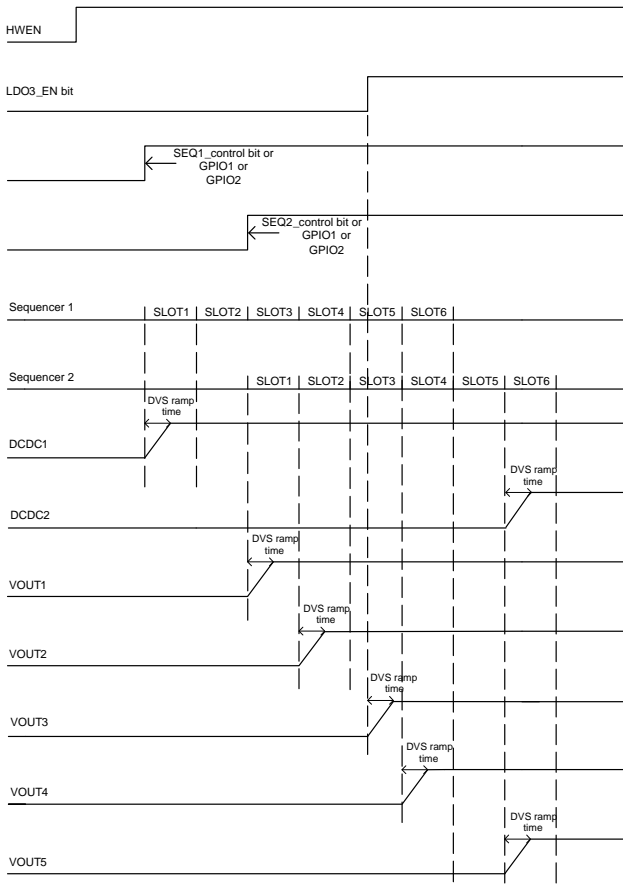 HWEN
LDO3_EN bit
SEQ1_control bit or
GPIO1 or
GPIO2
SEQ2_control bit or
GPIO1 or
GPIO2
Sequencer 1
SLOT1 SLOT2 SLOT3 SLOT4 SLOT5 SLOT6
Sequencer 2
SLOT1 SLOT2 SLOT3 SLOT4 SLOT5 SLOT6
DVS ramp
time
DCDC1
DVS ramp
time
DCDC2
DVS ramp
time
VOUT1
DVS ramp
time
VOUT2
DVS ramp
time
VOUT3
DVS ramp
time
VOUT4
DVS ramp
time
VOUT5